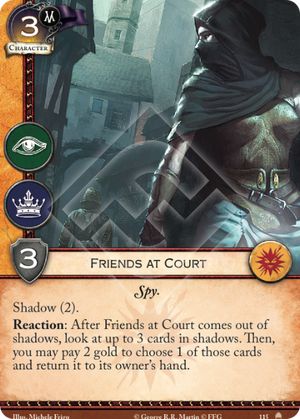 3
CHARACTER
3
FRIENDS AT COURT
Spy.
Shadow (2).
Reaction: After Friends at Court comes out of
shadows, look at up to 3 cards in shadows. Then,
you may pay 2 gold to choose 1 of those cards
and return it to its owner's hand.
Illus. Michele Frigo © George R.R. Martin © FFG 115